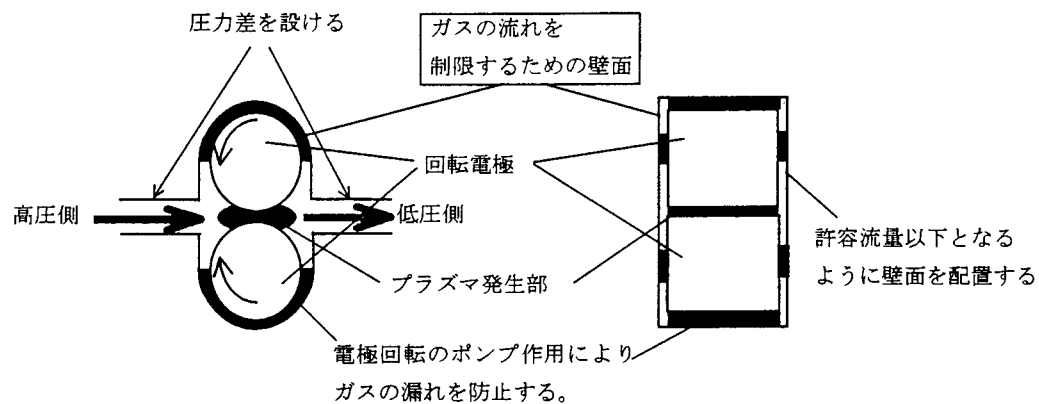 圧力差を設ける
ガスの流れを
制限するための壁面
回転電極
高圧側
低圧側
プラズマ発生部
許容流量以下となる
ように壁面を配置する
電極回転のポンプ作用により
ガスの漏れを防止する。